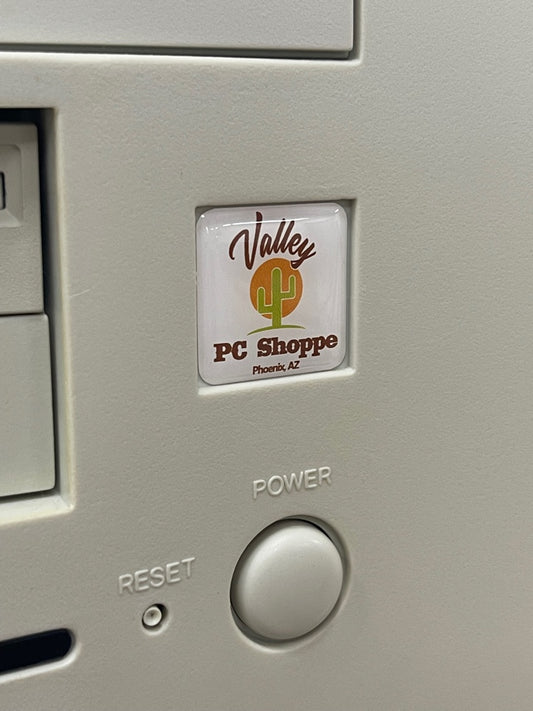 Valley
PC Shoppe
Phoenix, AZ
POWER
RESET